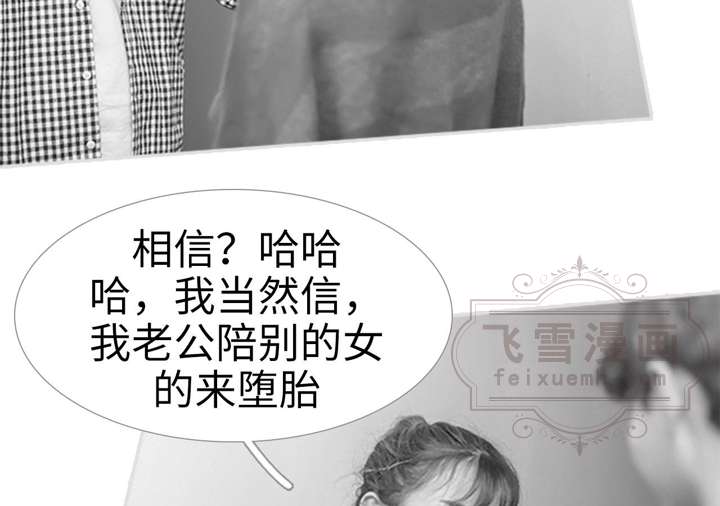 相信？哈哈
哈，我当然信，
我老公陪别的女
的来堕胎
飞雪漫画